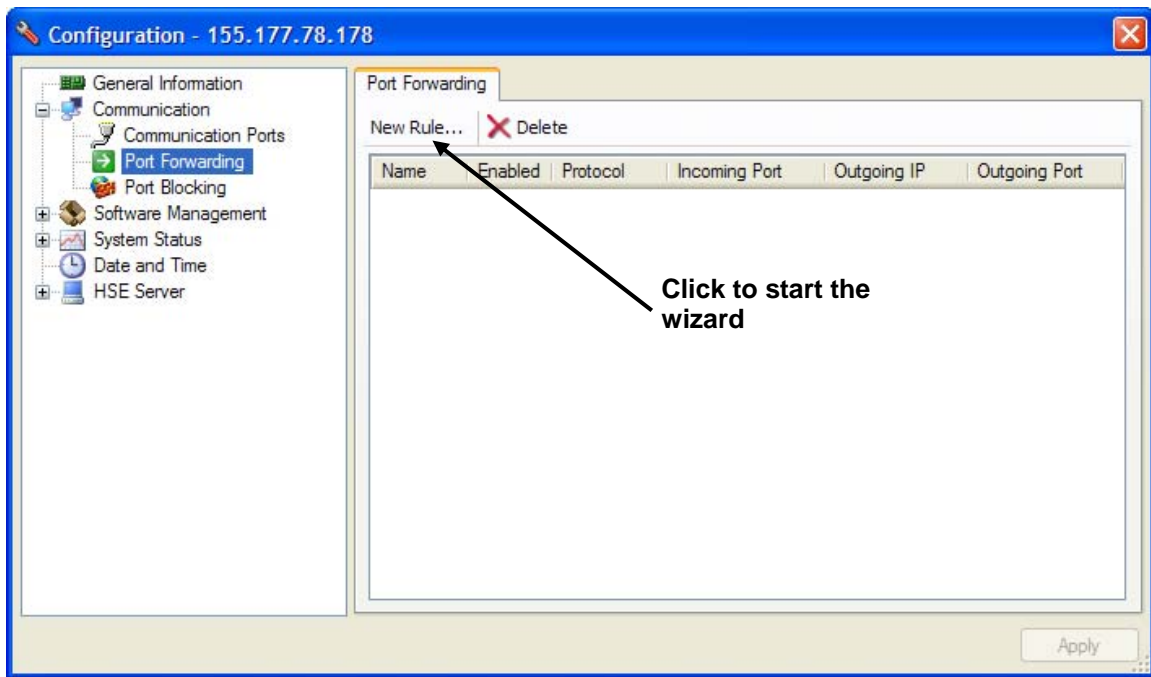 Configuration - 155.177.78.178
General Information
Communication
Communication Ports
Port Forwarding
Port Blocking
Software Management
System Status
Date and Time
HSE Server
Port Forwarding
New Rule... Delete
Name Enabled Protocol Incoming Port Outgoing IP Outgoing Port
Click to start the
wizard
Apply